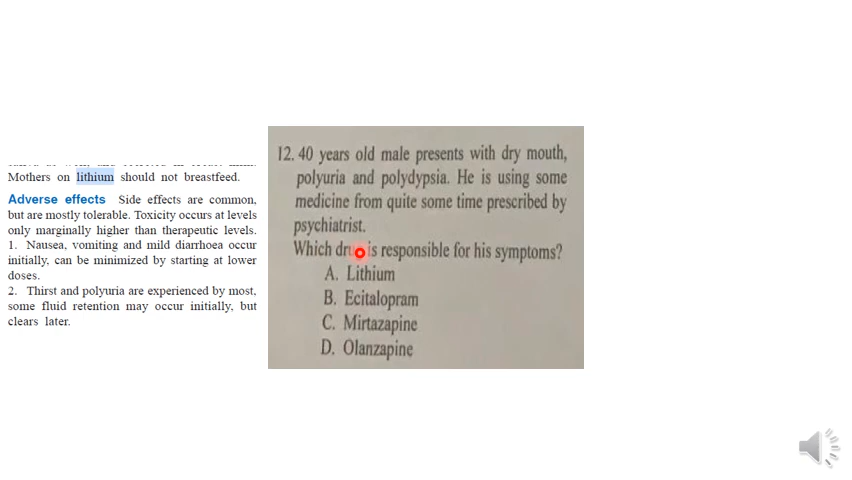 Mothers on lithium should not breastfeed.
Adverse effects Side effects are common,
but are mostly tolerable. Toxicity occurs at levels
only marginally higher than therapeutic levels.
1. Nausea, vomiting and mild diarrhoea occur
initially, can be minimized by starting at lower
doses.
2. Thirst and polyuria are experienced by most,
some fluid retention may occur initially, but
clears later.
12. 40 years old male presents with dry mouth,
polyuria and polydypsia. He is using some
medicine from quite some time prescribed by
psychiatrist.
Which drug is responsible for his symptoms?
A. Lithium
B. Ecitalopram
C. Mirtazapine
D. Olanzapine